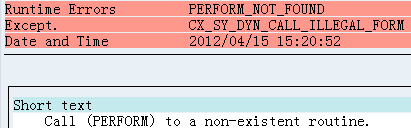 Runtime Errors PERFORM_NOT_FOUND
Except. CX_SY_DYN_CALL_ILLEGAL_FORM
Date and Time 2012/04/15 15:20:52
Short text
Call (PERFORM) to a non-existent routine.